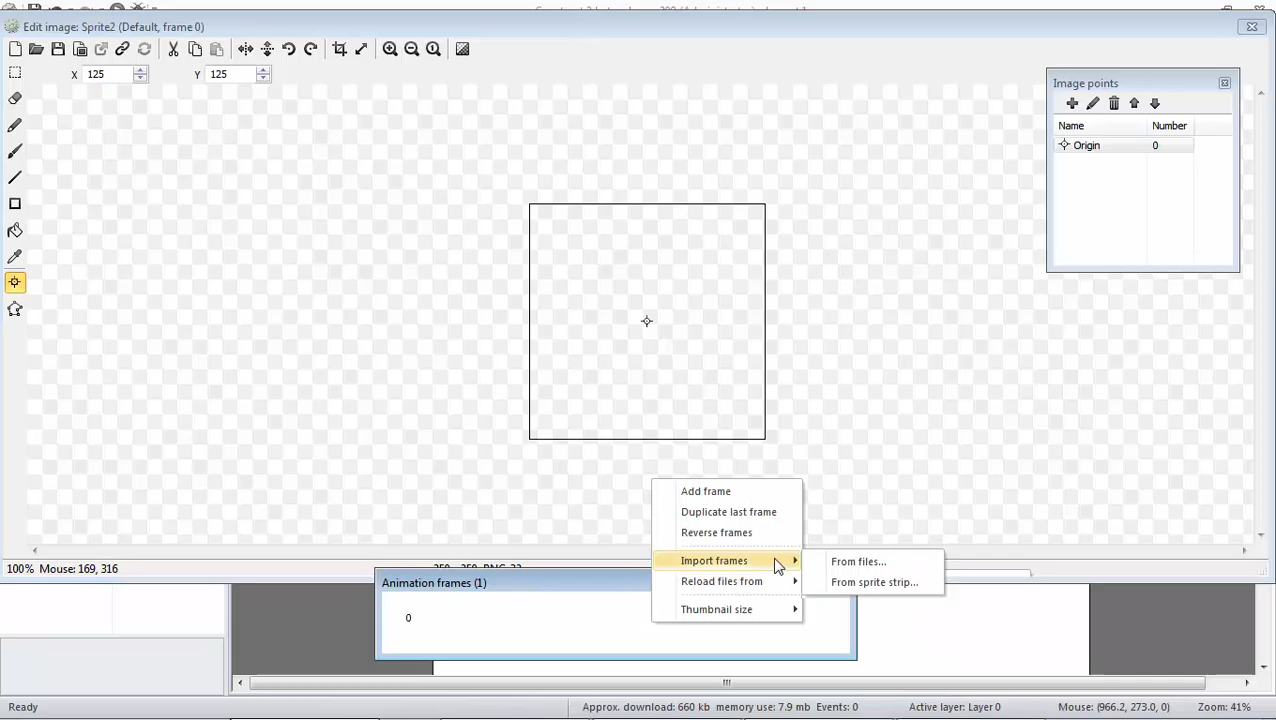 Edit image: Sprite2 (Default, frame 0)
X 125 Y 125
Image points
Name Number
Origin 0
Add frame
Duplicate last frame
Reverse frames
Import frames
From files...
Reload files from
From sprite strip...
Thumbnail size
Mouse: 169, 316
Animation frames (1)
0
Ready Approx. download: 660 kb memory use: 7.9 mb Events: 0 Active layer: Layer 0 Mouse: (966.2, 273.0, 0) Zoom: 41%